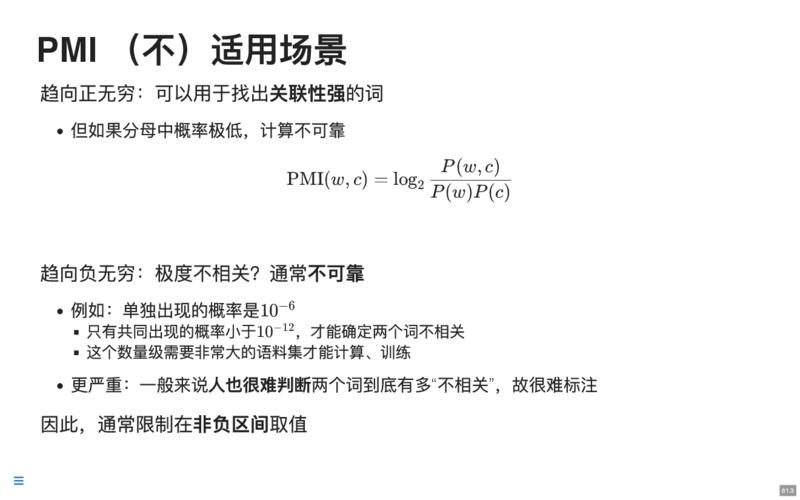 PMI （不）适用场景
趋向正无穷：可以用于找出关联性强的词
但如果分母中概率极低，计算不可靠
PMI(w, c) = log₂ P(w, c) / P(w)P(c)
趋向负无穷：极度不相关？通常不可靠
例如：单独出现的概率是10⁻⁶
只有共同出现的概率小于10⁻¹²，才能确定两个词不相关
这个数量级需要非常大的语料集才能计算、训练
更严重：一般来说人也很难判断两个词到底有多“不相关”，故很难标注
因此，通常限制在非负区间取值
61.3